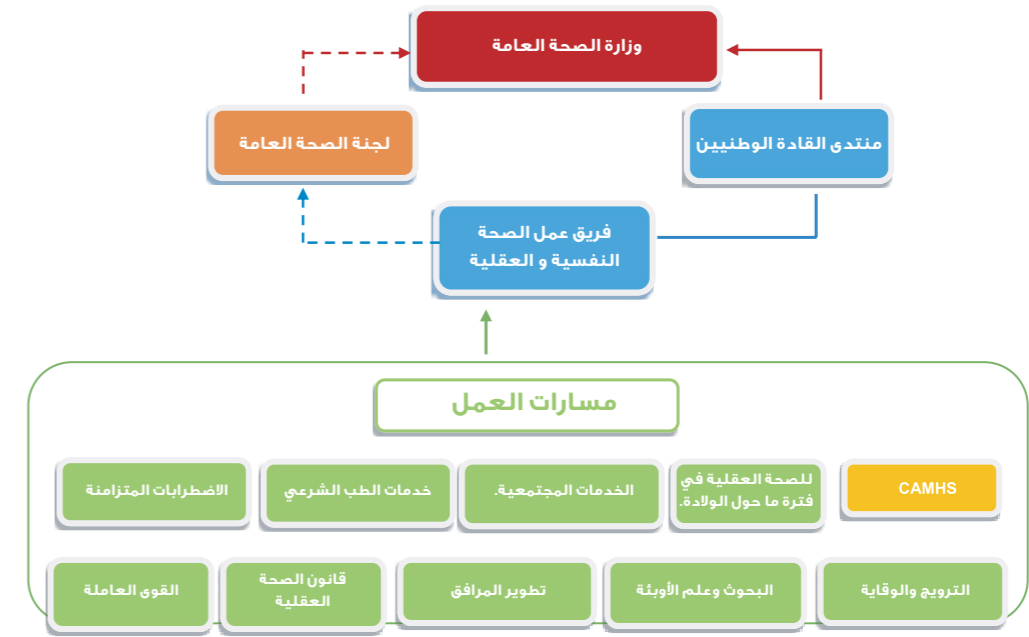 وزارة الصحة العامة
منتدى القادة الوطنيين
لجنة الصحة العامة
فريق عمل الصحة
النفسية و العقلية
مسارات العمل
CAMHS
للصحة العقلية في
فترة ما حول الولادة.
الخدمات المجتمعية.
خدمات الطب الشرعي
الاضطرابات المتزامنة
الترويج والوقاية
البحوث وعلم الأوبئة
تطوير المرافق
قانون الصحة
العقلية
القوى العاملة